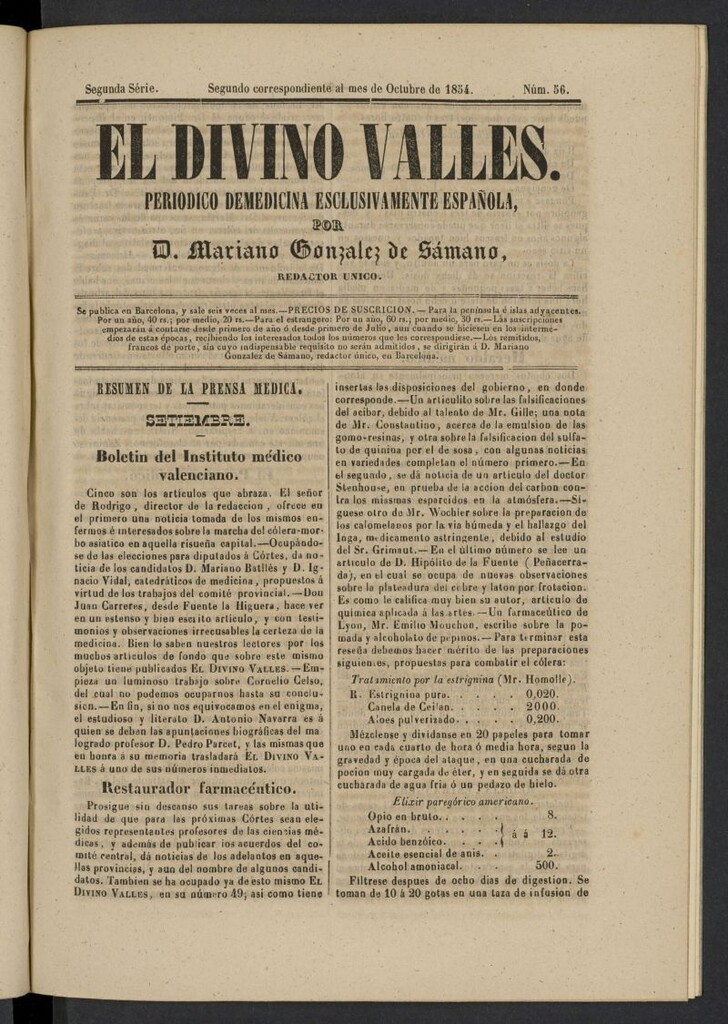 Segunda Série. Segundo correspondiente al mes de Octubre de 1854. Núm. 56.
EL DIVINO VALLES.
PERIODICO DE MEDICINA ESCLUSIVAMENTE ESPAÑOLA,
POR
D. Mariano Gonzalez de Sámano,
REDACTOR UNICO.
Se publica en Barcelona, y sale seis veces al mes.—PRECIOS DE SUSCRICION.—Para la península é islas adyacentes.
Por un año, 40 rs.; por medio, 20 rs.—Para el estrangero: Por un año, 60 rs.; por medio, 30 rs.—Las suscripciones
empezarán á contarse desde primero de año ó desde primero de Julio, aun cuando se hiciesen en los interme-
dios de estas épocas, recibiendo los interesados todos los números que les correspondiese.—Los remitidos,
francos de porte, sin cuyo indispensable requisito no serán admitidos, se dirigirán á D. Mariano
Gonzalez de Sámano, redactor único, en Barcelona.
RESUMEN DE LA PRENSA MEDICA.
SETIEMBRE.
Boletin del Instituto médico
valenciano.
Cinco son los artículos que abraza. El señor
de Rodrigo, director de la redaccion, ofrece en
el primero una noticia tomada de los mismos en-
fermos é interesados sobre la marcha del cólera-mor-
bo asiático en aquella risueña capital.—Ocupándo-
se de las elecciones para diputados á Córtes, da no-
ticia de los candidatos D. Mariano Batllés y D. Ig-
nacio Vidal, catedráticos de medicina, propuestos á
virtud de los trabajos del comité provincial.—Don
Juan Carreres, desde Fuente la Higuera, hace ver
en un estenso y bien escrito artículo, y con testi-
monios y observaciones irrecusables la certeza de la
medicina. Bien lo saben nuestros lectores por los
muchos artículos de fondo que sobre este mismo
objeto tiene publicados EL DIVINO VALLES.—Em-
pieza un luminoso trabajo sobre Cornelio Celso,
del cual no podemos ocuparnos hasta su conclu-
sion.—En fin, si no nos equivocamos en el enigma,
el estudioso y literato D. Antonio Navarra es á
quien se deben las apuntaciones biográficas del ma-
logrado profesor D. Pedro Parcet, y las mismas que
en honra á su memoria trasladará EL DIVINO VA-
LLES á uno de sus números inmediatos.
Restaurador farmacéutico.
Prosigue sin descanso sus tareas sobre la uti-
lidad de que para las próximas Córtes sean ele-
gidos representantes profesores de las ciencias mé-
dicas, y además de publicar los acuerdos del co-
mité central, dá noticias de los adelantos en aque-
llas provincias, y aun del nombre de algunos candi-
datos. Tambien se ha ocupado ya de esto mismo EL
DIVINO VALLES, en su número 49; asi como tiene
insertas las disposiciones del gobierno, en donde
corresponde.—Un articulito sobre las falsificaciones
del acibar, debido al talento de Mr. Gille; una nota
de Mr. Constantino, acerca de la emulsion de las
gomo-resinas, y otra sobre la falsificacion del sulfa-
to de quinina por el de sosa, con algunas noticias
en variedades completan el número primero.—En
el segundo, se dá noticia de un artículo del doctor
Stenhouse, en prueba de la accion del carbon con-
tra los miasmas esparcidos en la atmósfera.—Sí-
guese otro de Mr. Wochler sobre la preparacion de
los calomelanos por la via húmeda y el hallazgo del
Inga, medicamento astringente, debido al estudio
del Sr. Grimaut.—En el último número se lee un
artículo de D. Hipólito de la Fuente (Peñacerra-
da), en el cual se ocupa de nuevas observaciones
sobre la plateadura del cobre y laton por frotacion.
Es como le califica muy bien su autor, artículo de
química aplicada á las artes.—Un farmacéutico de
Lyon, Mr. Emilio Mouchon, escribe sobre la po-
mada y alcoholato de pepinos.—Para terminar esta
reseña debemos hacer mérito de las preparaciones
siguientes, propuestas para combatir el cólera:
Tratamiento por la estrignina (Mr. Homolle).
R. Estrignina pura. . . . . 0,020.
Canela de Ceilan. . . . . 2000.
Aloes pulverizado. . . . . 0,200.
Mézclense y dividanse en 20 papeles para tomar
uno en cada cuarto de hora ó media hora, segun la
gravedad y época del ataque, en una cucharada de
pocion muy cargada de éter, y en seguida se dá otra
cucharada de agua fría ó un pedazo de hielo.
Elixir paregórico americano.
Opio en bruto. . . . . 8.
Azafrán. . . . . .
Acido benzóico. . . . } á á 12.
Aceite esencial de anis. . 2..
Alcohol amoniacal. . . . 500.
Fíltrese despues de ocho dias de digestion. Se
toman de 10 á 20 gotas en una taza de infusion de